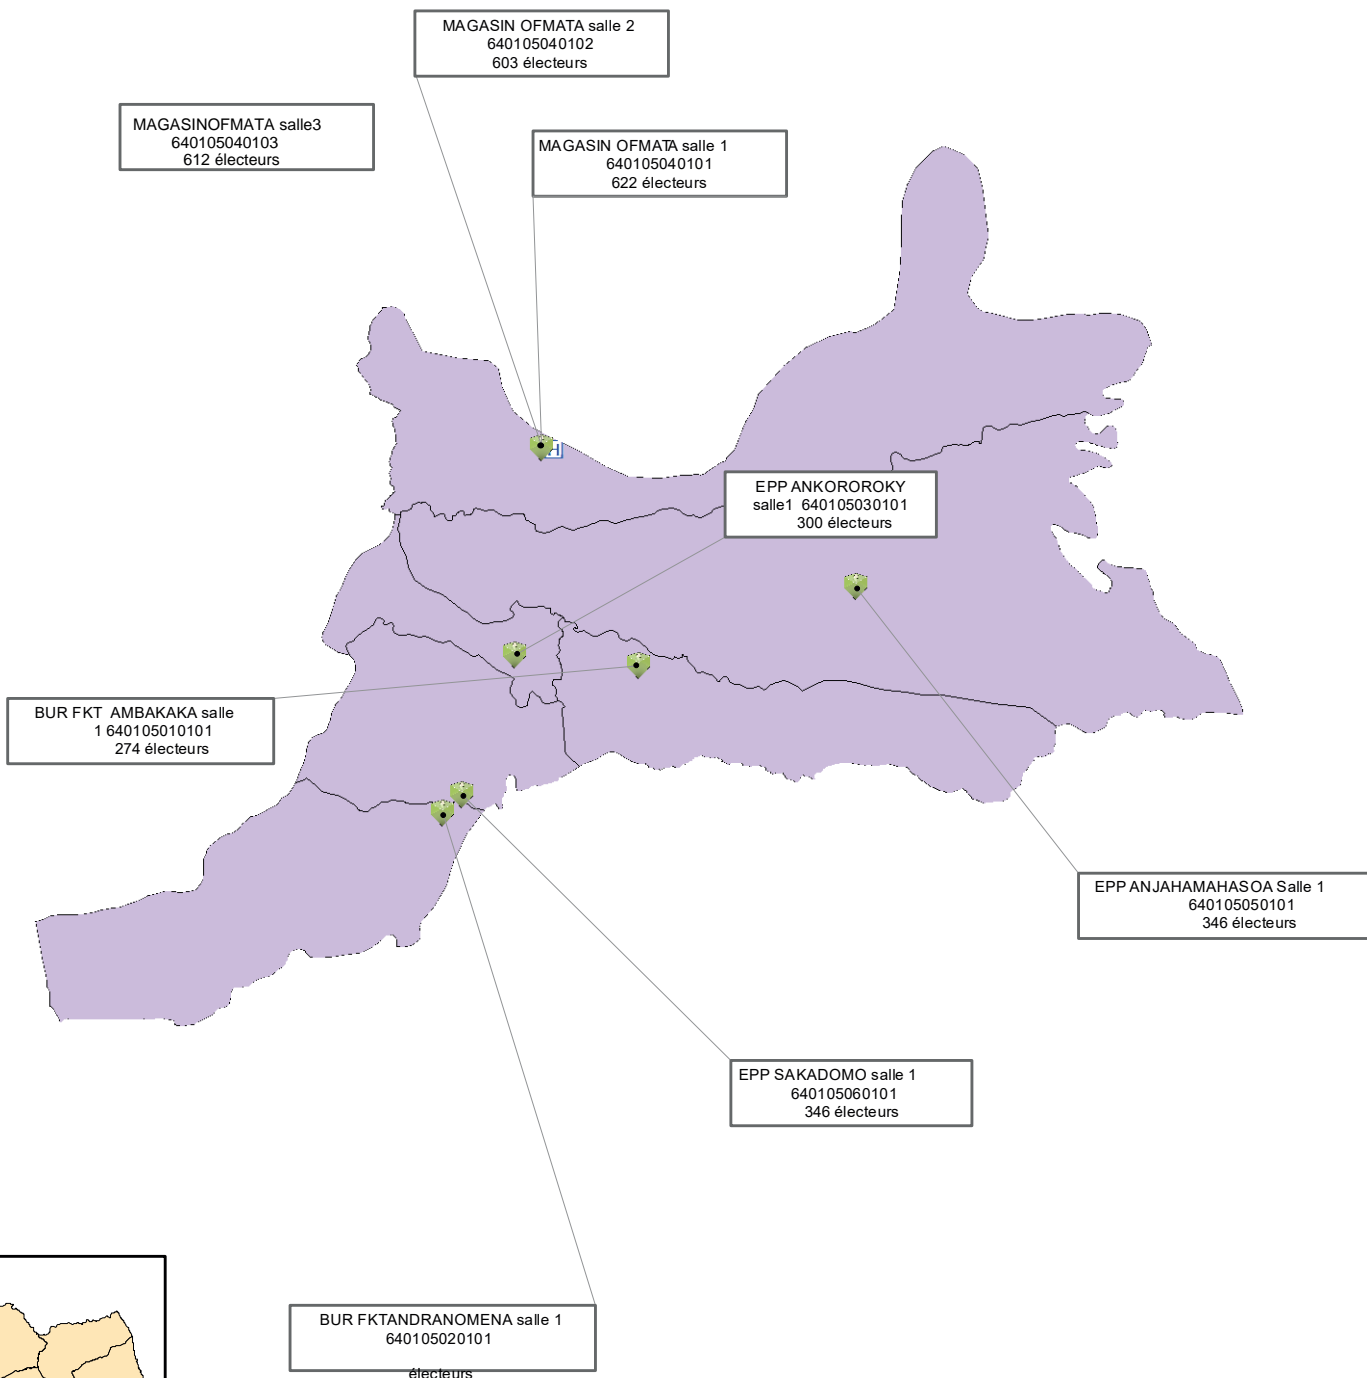 MAGASIN OFMATA salle 2
640105040102
603 électeurs
MAGASINOFMATA salle3
640105040103
612 électeurs
MAGASIN OFMATA salle 1
640105040101
622 électeurs
H
EPP ANKOROROKY
salle1 640105030101
300 électeurs
BUR FKT AMBAKAKA salle
1 640105010101
274 électeurs
EPP ANJAHAMAHASOA Salle 1
640105050101
346 électeurs
EPP SAKADOMO salle 1
640105060101
346 électeurs
BUR FKTANDRANOMENA salle 1
640105020101
électeurs